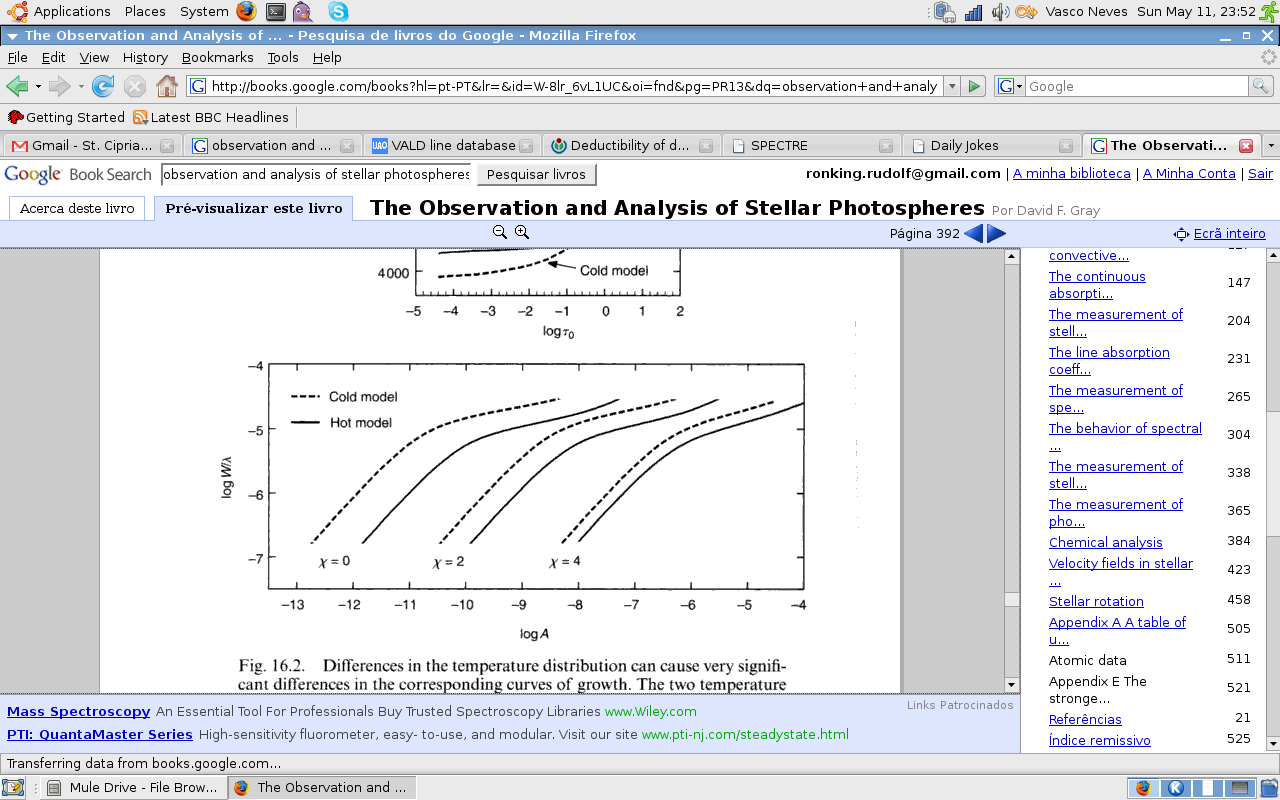 Applications Places System Vasco Neves Sun May 11, 23:52
The Observation and Analysis of ... - Pesquisa de livros do Google - Mozilla Firefox
File Edit View History Bookmarks Tools Help
http://books.google.com/books?hl=pt-PT&lr=&id=W-8lr_6vL1UC&oi=fnd&pg=PR13&dq=observation+and+analy Google
Getting Started Latest BBC Headlines
Gmail - St. Cipria... observation and ... VALD line database Deductibility of d... SPECTRE Daily Jokes The Observati...
Google Book Search observation and analysis of stellar photospheres Pesquisar livros ronking.rudolf@gmail.com | A minha biblioteca | A Minha Conta | Sair
Acerca deste livro Pré-visualizar este livro The Observation and Analysis of Stellar Photospheres Por David F. Gray
Página 392 Ecrã inteiro
4000 Cold model
−5 −4 −3 −2 −1 0 1 2
log τ0
−4
−5
−6
−7
log W/λ
Cold model
Hot model
χ = 0 χ = 2 χ = 4
−13 −12 −11 −10 −9 −8 −7 −6 −5 −4
log A
Fig. 16.2. Differences in the temperature distribution can cause very signifi-
cant differences in the corresponding curves of growth. The two temperature
convective...
The continuous
absorpti... 147
The measurement of
stell... 204
The line absorption
coeff... 231
The measurement of
spe... 265
The behavior of spectral
... 304
The measurement of
stell... 338
The measurement of
pho... 365
Chemical analysis 384
Velocity fields in stellar
... 423
Stellar rotation 458
Appendix A A table of
u... 505
Atomic data 511
Appendix E The
stronge... 521
Referências 21
Índice remissivo 525
Links Patrocinados
Mass Spectroscopy An Essential Tool For Professionals Buy Trusted Spectroscopy Libraries www.Wiley.com
PTI: QuantaMaster Series High-sensitivity fluorometer, easy- to-use, and modular. Visit our site www.pti-nj.com/steadystate.html
Transferring data from books.google.com...
Mule Drive - File Brow... The Observation and ...